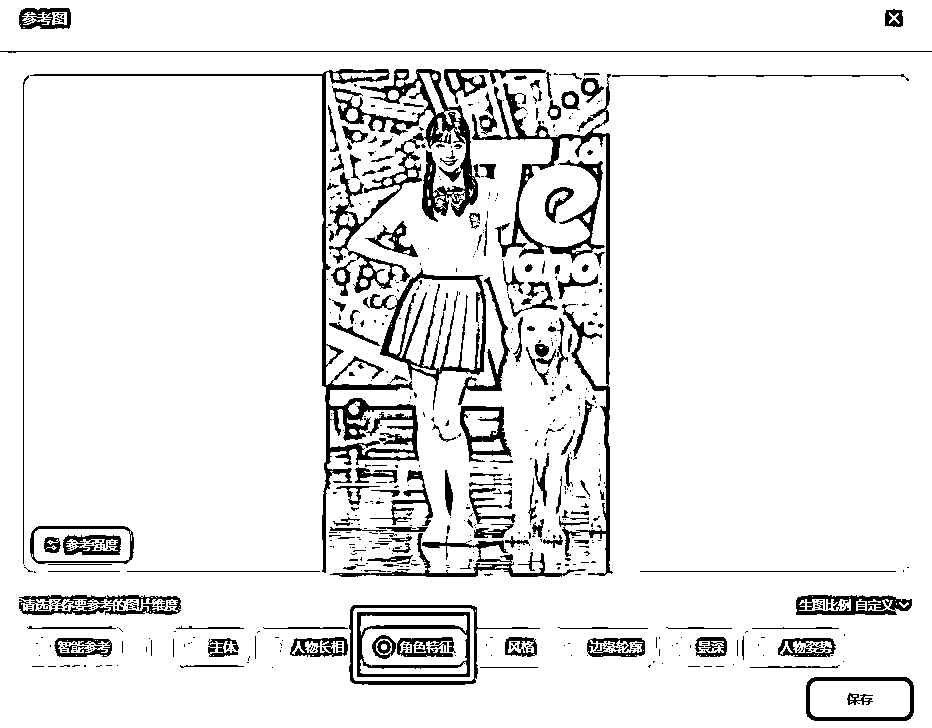 参考图
Te
参考强度
请选择你要参考的图片维度
生图比例 自定义
智能参考
主体
人物长相
角色特征
风格
边缘轮廓
景深
人物姿势
保存